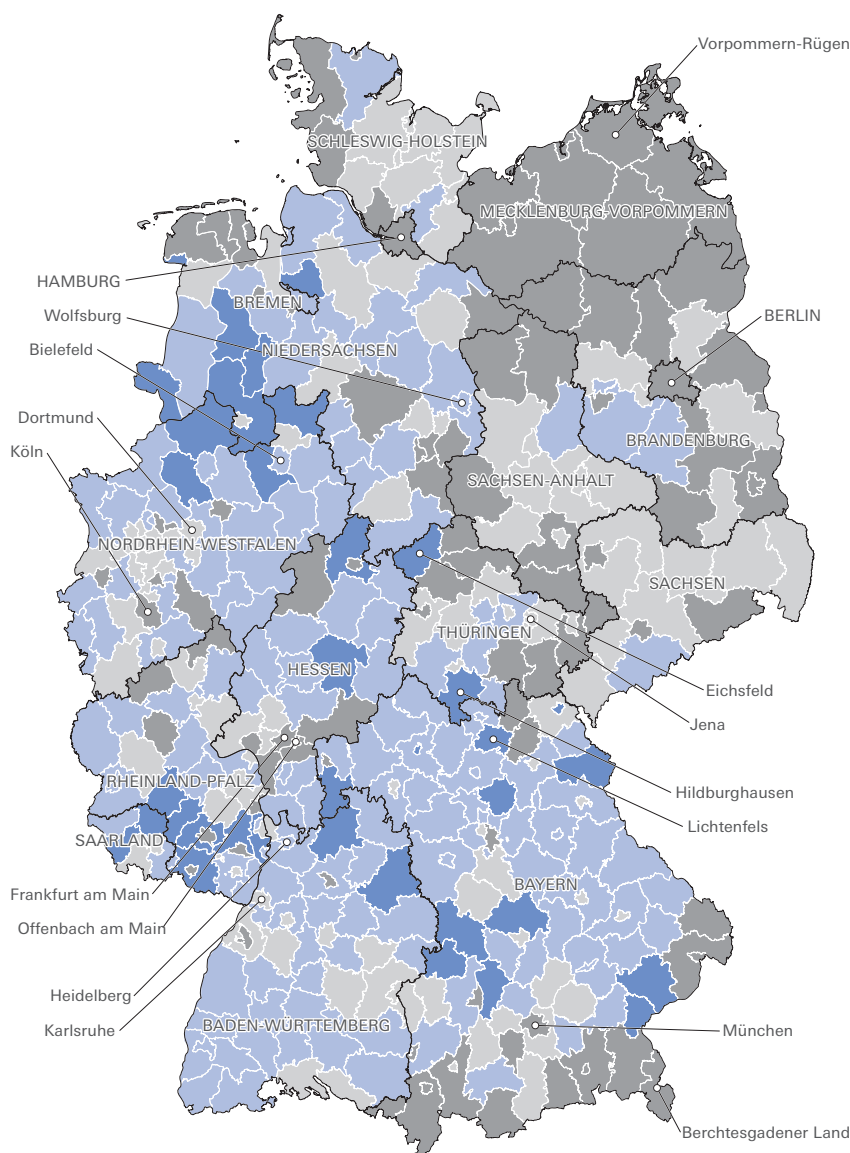 Vorpommern-Rügen
SCHLESWIG-HOLSTEIN
MECKLENBURG-VORPOMMERN
HAMBURG
BREMEN
Wolfsburg
BERLIN
Bielefeld
NIEDERSACHSEN
Dortmund
BRANDENBURG
Köln
SACHSEN-ANHALT
NORDRHEIN-WESTFALEN
SACHSEN
THÜRINGEN
HESSEN
Eichsfeld
Jena
RHEINLAND-PFALZ
Hildburghausen
Lichtenfels
SAARLAND
BAYERN
Frankfurt am Main
Offenbach am Main
Heidelberg
Karlsruhe
BADEN-WÜRTTEMBERG
München
Berchtesgadener Land